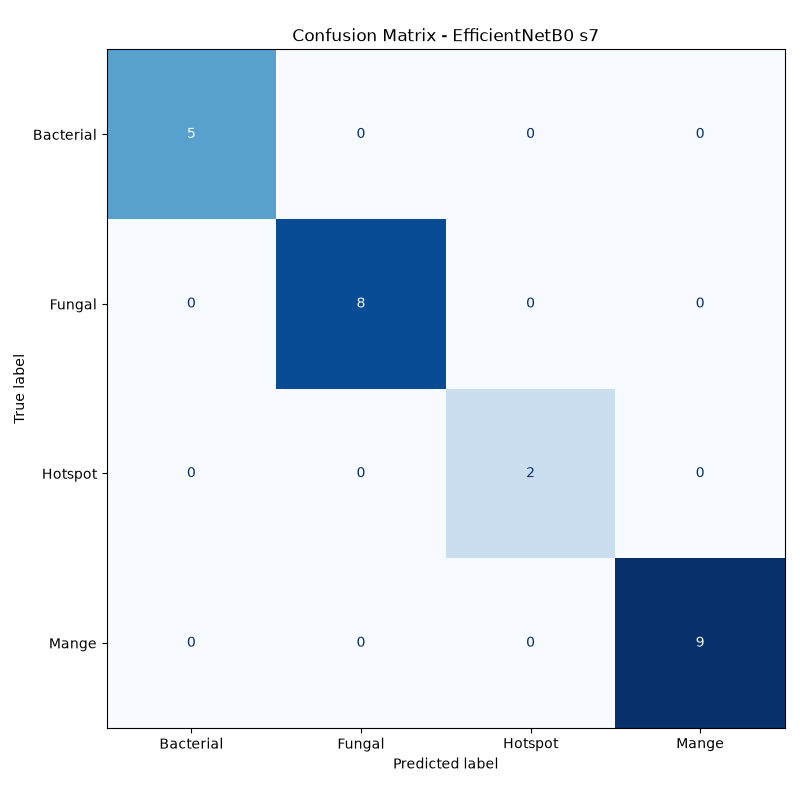 Confusion Matrix - EfficientNetB0 s7
Bacterial 5 0 0 0
Fungal 0 8 0 0
Hotspot 0 0 2 0
Mange 0 0 0 9
True label
Bacterial Fungal Hotspot Mange
Predicted label